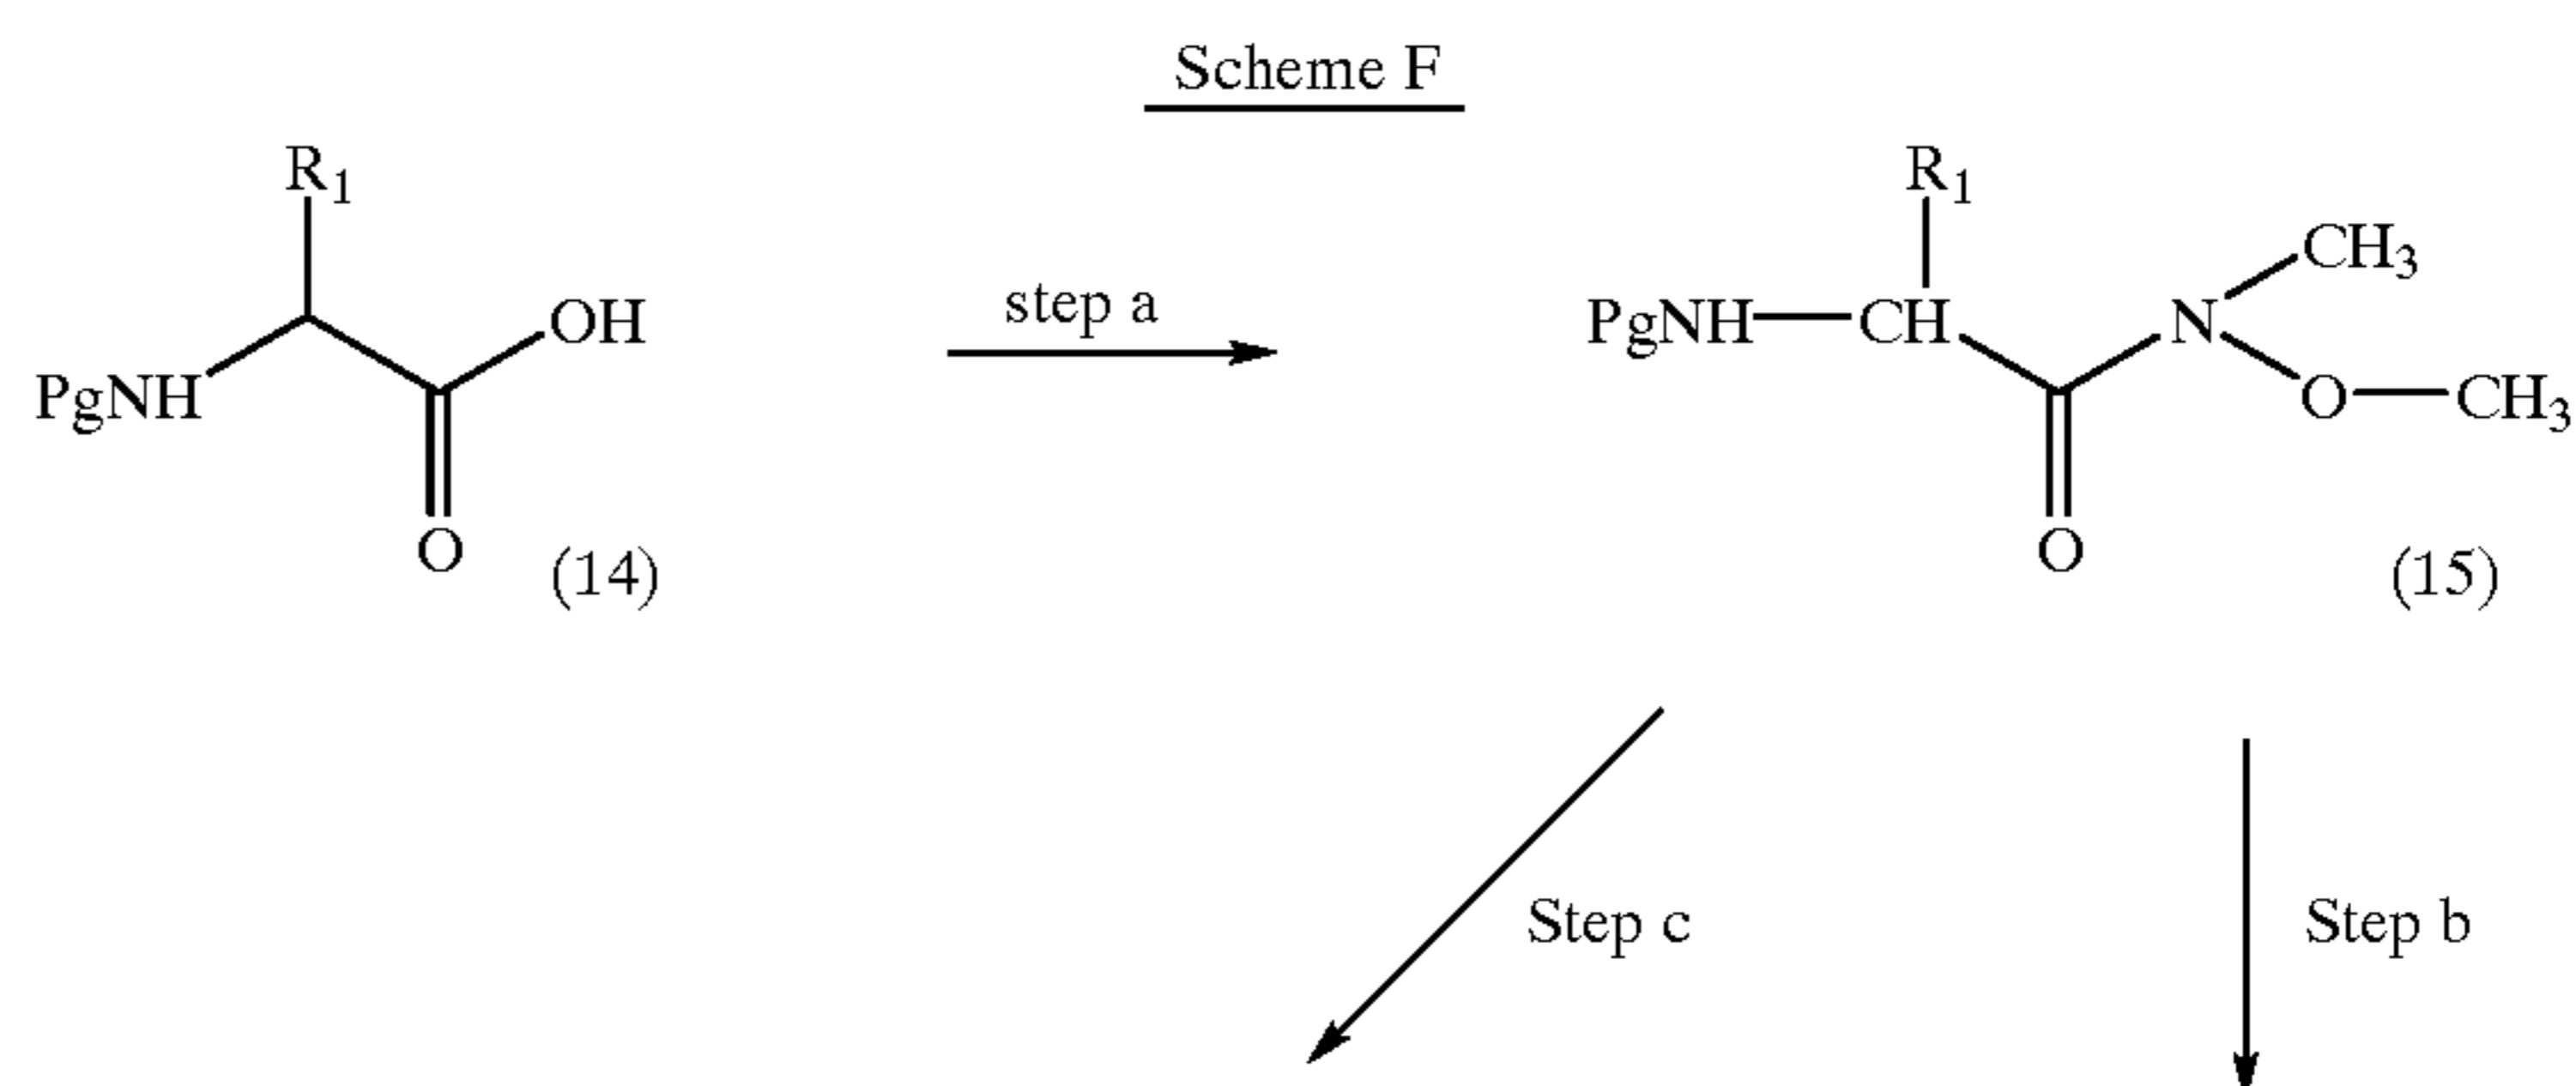 Scheme F
R1
PgNH
OH
O
(14)
step a
R1
PgNH
CH
N
CH3
O
CH3
O
(15)
Step c
Step b